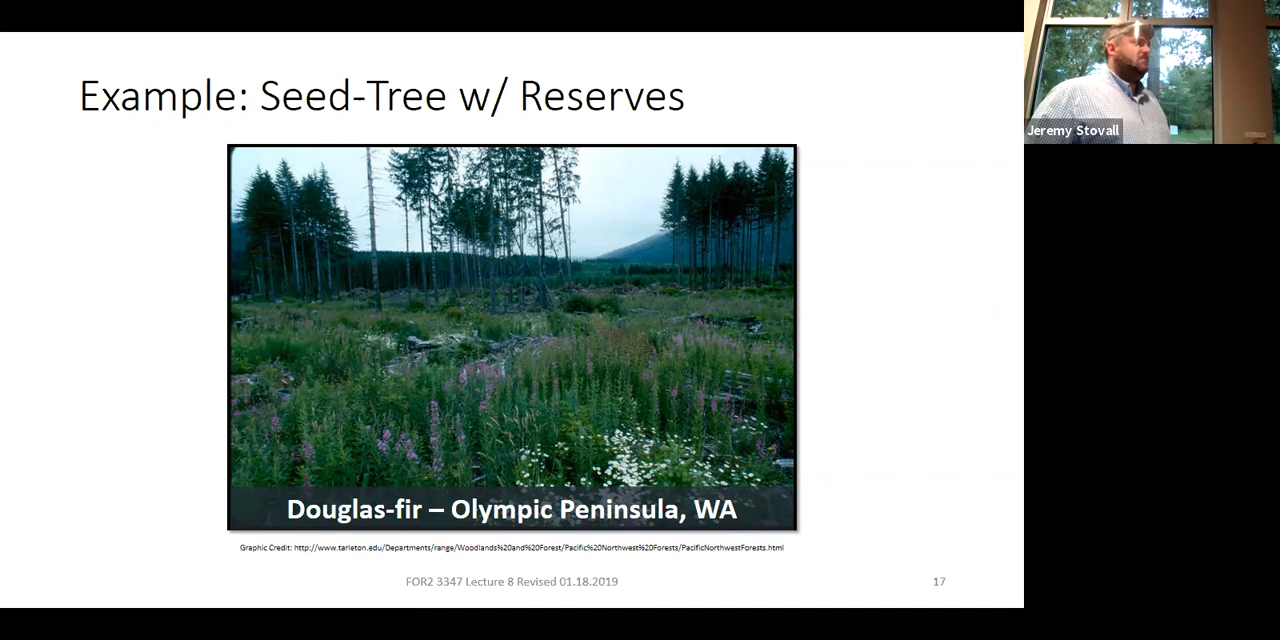 Example: Seed-Tree w/ Reserves
Jeremy Stovall
Douglas-fir – Olympic Peninsula, WA
Graphic Credit: http://www.tarleton.edu/Departments/range/Woodlands%20and%20Forest/Pacific%20Northwest%20Forests/PacificNorthwestForests.html
FOR2 3347 Lecture 8 Revised 01.18.2019
17